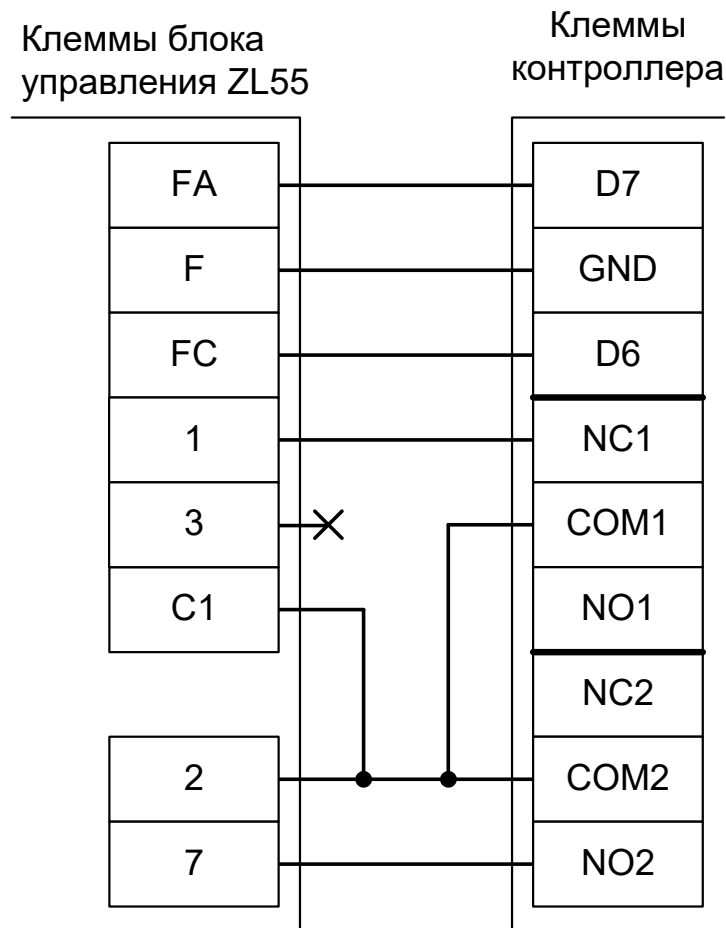 Клеммы блока
управления ZL55
Клеммы
контроллера
FA
D7
F
GND
FC
D6
1
NC1
3
COM1
C1
NO1
NC2
2
COM2
7
NO2